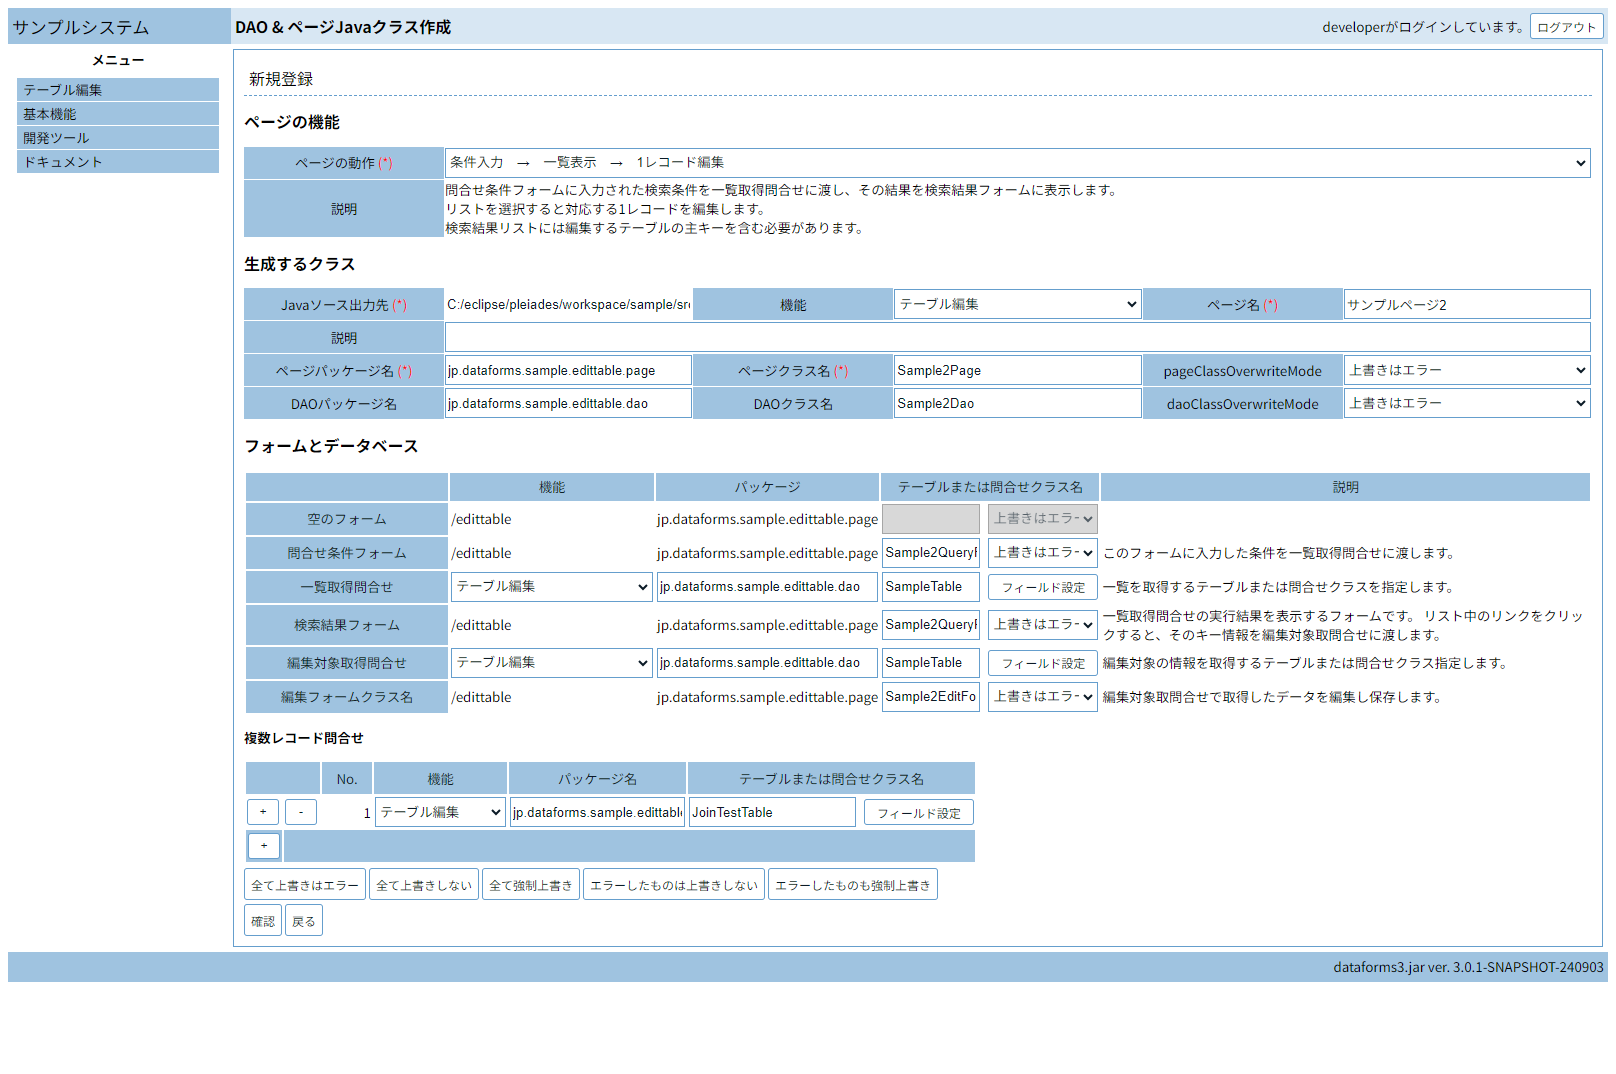 サンプルシステム
DAO & ページJavaクラス作成
developerがログインしています。 ログアウト
メニュー
テーブル編集
基本機能
開発ツール
ドキュメント
新規登録
ページの機能
ページの動作 (*) 条件入力 → 一覧表示 → 1レコード編集
説明
問合せ条件フォームに入力された検索条件を一覧取得問合せに渡し、その結果を検索結果フォームに表示します。
リストを選択すると対応する1レコードを編集します。
検索結果リストには編集するテーブルの主キーを含む必要があります。
生成するクラス
Javaソース出力先 (*) C:/eclipse/pleiades/workspace/sample/src 機能 テーブル編集 ページ名 (*) サンプルページ2
説明
ページパッケージ名 (*) jp.dataforms.sample.edittable.page ページクラス名 (*) Sample2Page pageClassOverwriteMode 上書きはエラー
DAOパッケージ名 jp.dataforms.sample.edittable.dao DAOクラス名 Sample2Dao daoClassOverwriteMode 上書きはエラー
フォームとデータベース
機能 パッケージ テーブルまたは問合せクラス名 説明
空のフォーム /edittable jp.dataforms.sample.edittable.page 上書きはエラー
問合せ条件フォーム /edittable jp.dataforms.sample.edittable.page Sample2Query 上書きはエラー このフォームに入力した条件を一覧取得問合せに渡します。
一覧取得問合せ テーブル編集 jp.dataforms.sample.edittable.dao SampleTable フィールド設定 一覧を取得するテーブルまたは問合せクラスを指定します。
検索結果フォーム /edittable jp.dataforms.sample.edittable.page Sample2Query 上書きはエラー 一覧取得問合せの実行結果を表示するフォームです。 リスト中のリンクをクリッ
クすると、そのキー情報を編集対象取問合せに渡します。
編集対象取得問合せ テーブル編集 jp.dataforms.sample.edittable.dao SampleTable フィールド設定 編集対象の情報を取得するテーブルまたは問合せクラス指定します。
編集フォームクラス名 /edittable jp.dataforms.sample.edittable.page Sample2EditFo 上書きはエラー 編集対象取問合せで取得したデータを編集し保存します。
複数レコード問合せ
No. 機能 パッケージ名 テーブルまたは問合せクラス名
+ - 1 テーブル編集 jp.dataforms.sample.edittabl JoinTestTable フィールド設定
+
全て上書きはエラー 全て上書きしない 全て強制上書き エラーしたものは上書きしない エラーしたものも強制上書き
確認 戻る
dataforms3.jar ver. 3.0.1-SNAPSHOT-240903